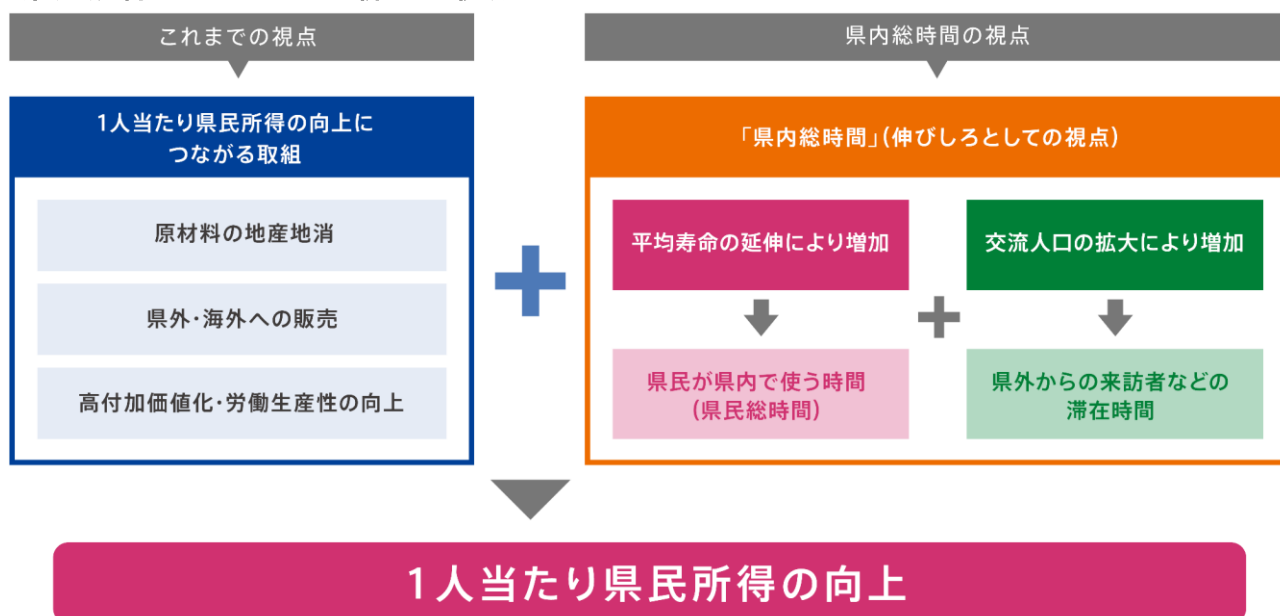 これまでの視点
県内総時間の視点
1人当たり県民所得の向上に
つながる取組
原材料の地産地消
県外・海外への販売
高付加価値化・労働生産性の向上
「県内総時間」(伸びしろとしての視点)
平均寿命の延伸により増加
県民が県内で使う時間
(県民総時間)
交流人口の拡大により増加
県外からの来訪者などの
滞在時間
1人当たり県民所得の向上